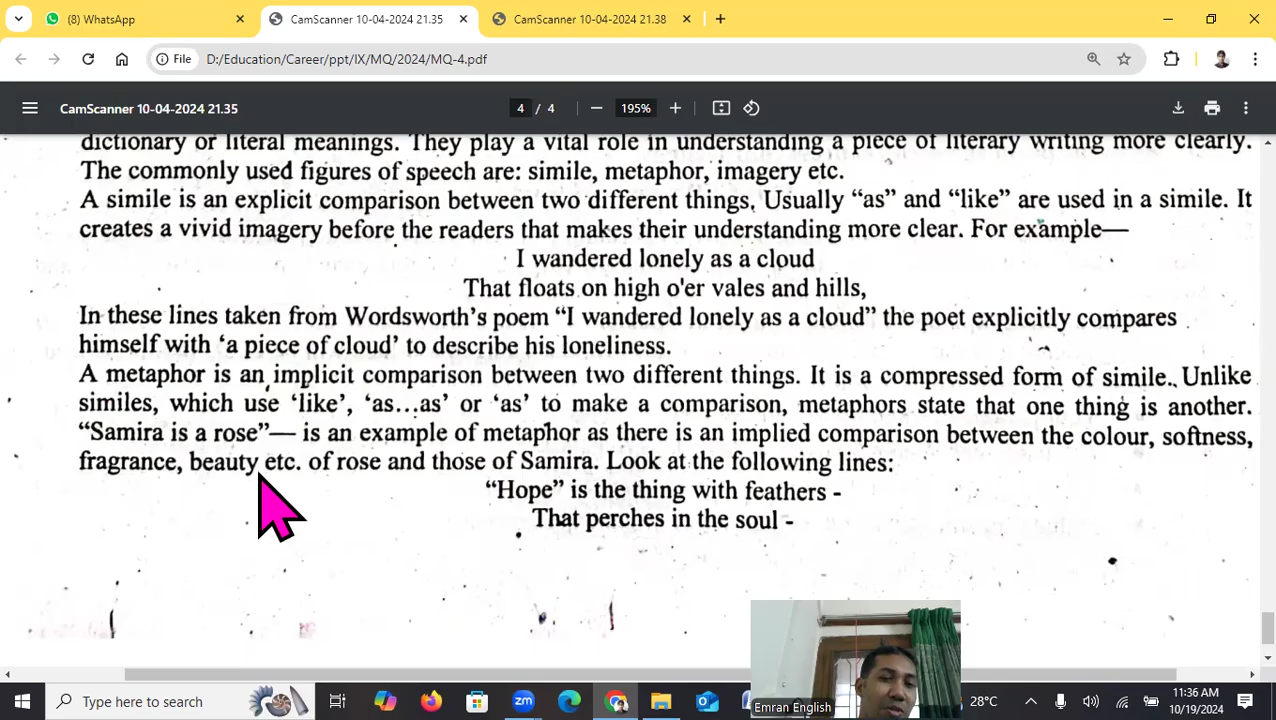 WhatsApp
CamScanner 10-04-2024 21.35
CamScanner 10-04-2024 21.38
File
D:/Education/Career/ppt/IX/MQ/2024/MQ-4.pdf
CamScanner 10-04-2024 21.35
4 / 4
195%
dictionary or literal meanings. They play a vital role in understanding a piece of literary writing more clearly.
The commonly used figures of speech are: simile, metaphor, imagery etc.
A simile is an explicit comparison between two different things. Usually “as” and “like” are used in a simile. It
creates a vivid imagery before the readers that makes their understanding more clear. For example—
I wandered lonely as a cloud
That floats on high o'er vales and hills,
In these lines taken from Wordsworth's poem “I wandered lonely as a cloud” the poet explicitly compares
himself with ‘a piece of cloud’ to describe his loneliness.
A metaphor is an implicit comparison between two different things. It is a compressed form of simile. Unlike
similes, which use ‘like’, ‘as...as’ or ‘as’ to make a comparison, metaphors state that one thing is another.
“Samira is a rose”— is an example of metaphor as there is an implied comparison between the colour, softness,
fragrance, beauty etc. of rose and those of Samira. Look at the following lines:
“Hope” is the thing with feathers -
That perches in the soul -
Emran English
Type here to search
zm
28°C
11:36 AM
10/19/2024